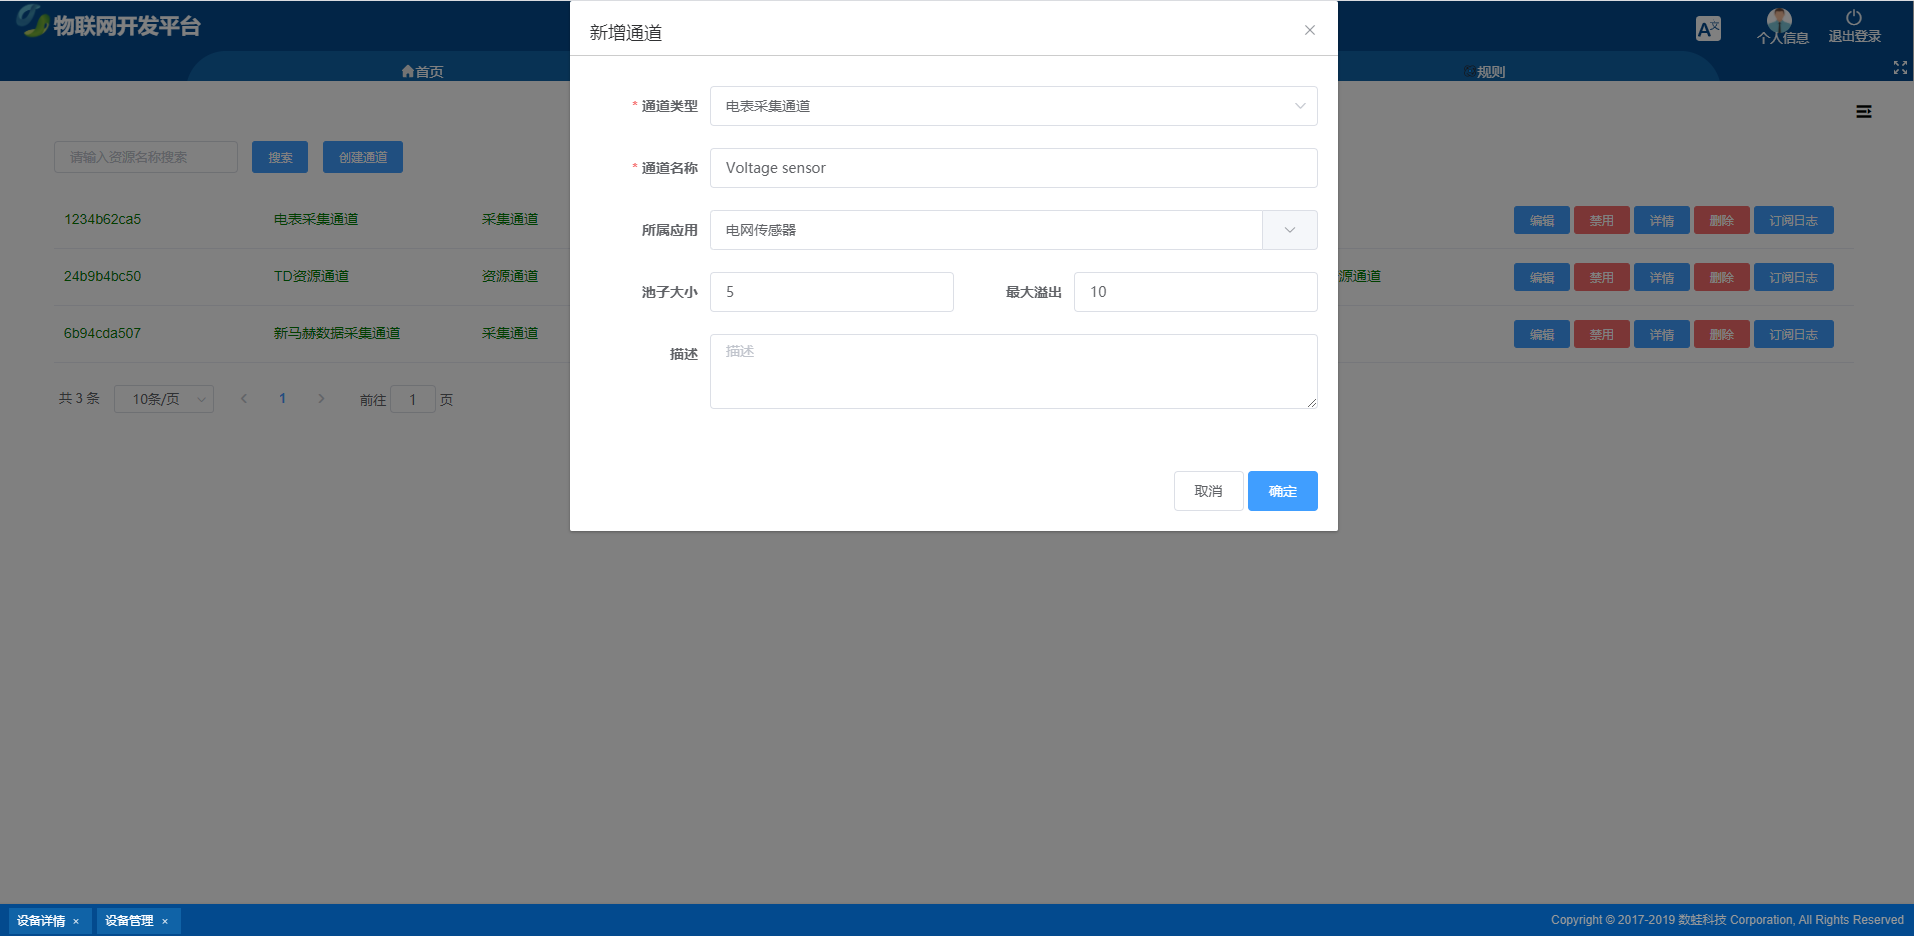 物联网开发平台
个人信息
退出登录
首页
规则
新增通道
* 通道类型 电表采集通道
* 通道名称 Voltage sensor
所属应用 电网传感器
池子大小 5 最大溢出 10
描述 描述
取消 确定
请输入资源名称搜索 搜索 创建通道
1234b62ca5 电表采集通道 采集通道 编辑 禁用 详情 删除 订阅日志
24b9b4bc50 TD资源通道 资源通道 源通道 编辑 禁用 详情 删除 订阅日志
6b94cda507 新马赫数据采集通道 采集通道 编辑 禁用 详情 删除 订阅日志
共 3 条 10条/页 1 前往 1 页
设备详情 × 设备管理 × Copyright © 2017-2019 数蛙科技 Corporation, All Rights Reserved